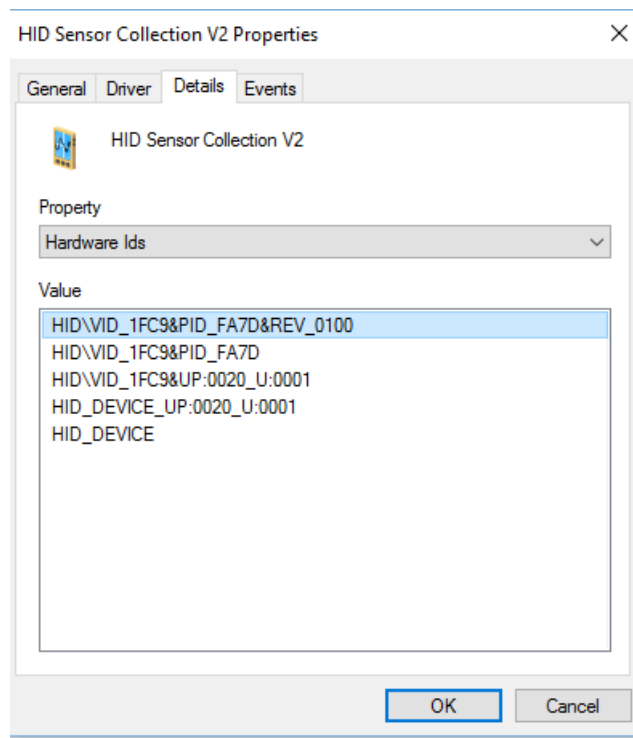 HID Sensor Collection V2 Properties
General Driver Details Events
HID Sensor Collection V2
Property
Hardware Ids
Value
HID\VID_1FC9&PID_FA7D&REV_0100
HID\VID_1FC9&PID_FA7D
HID\VID_1FC9&UP:0020_U:0001
HID_DEVICE_UP:0020_U:0001
HID_DEVICE
OK Cancel